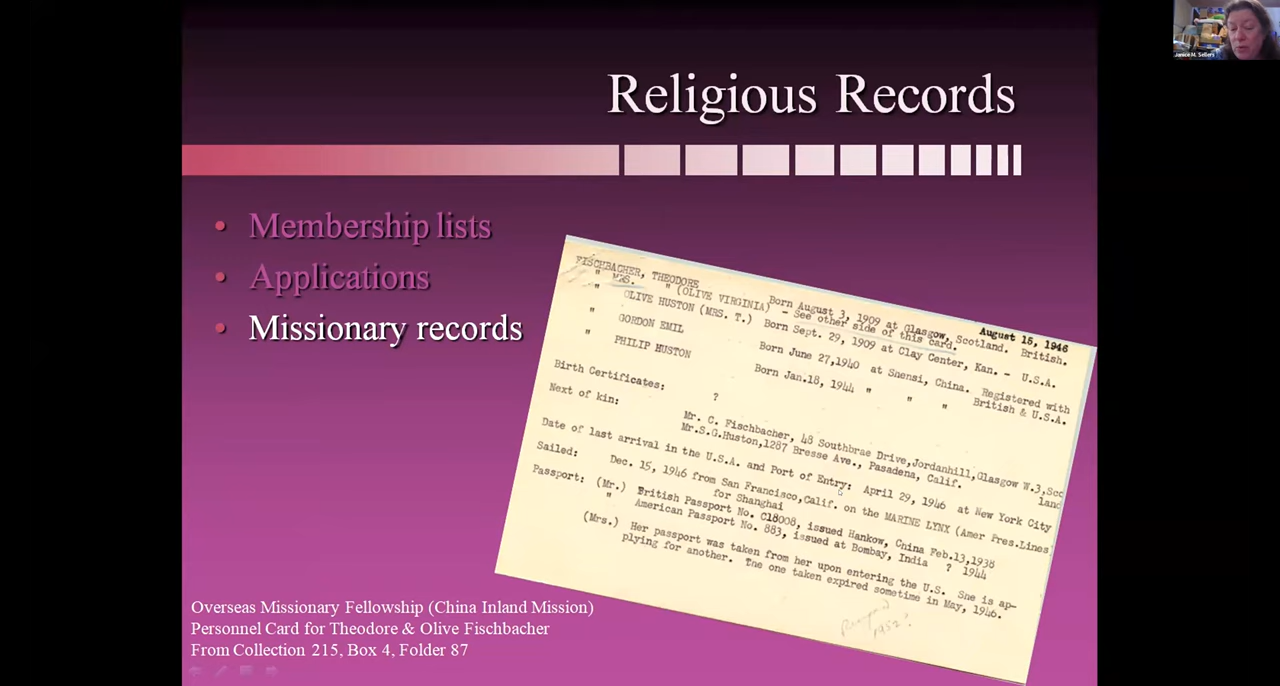 Religious Records
• Membership lists
• Applications
• Missionary records
August 15, 1946
FISCHBACHER, THEODORE Born August 3, 1909 at Glasgow, Scotland. British.
" MRS. " (OLIVE VIRGINIA) - See other side of this card.
" OLIVE HUSTON (MRS. T.) Born Sept. 29, 1909 at Clay Center, Kan. - U.S.A.
" GORDON EMIL Born June 27, 1940 at Shensi, China. Registered with British & U.S.A.
" PHILIP HUSTON Born Jan.18, 1944 " " "
Birth Certificates: ?
Next of kin: Mr. C. Fischbacher, 48 Southbrae Drive, Jordanhill, Glasgow W.3, Scotland
Mr.S.G.Huston, 1287 Bresse Ave., Pasadena, Calif.
Date of last arrival in the U.S.A. and Port of Entry: April 29, 1946 at New York City
Sailed: Dec. 15, 1946 from San Francisco, Calif. on the MARINE LYNX (Amer Pres.Lines)
for Shanghai
Passport: (Mr.) British Passport No. C18008, issued Hankow, China Feb.13, 1938
" American Passport No. 883, issued at Bombay, India ? 1944
(Mrs.) Her passport was taken from her upon entering the U.S. She is ap-
plying for another. The one taken expired sometime in May, 1946.
1952?
Overseas Missionary Fellowship (China Inland Mission)
Personnel Card for Theodore & Olive Fischbacher
From Collection 215, Box 4, Folder 87
Janice M. Sellers